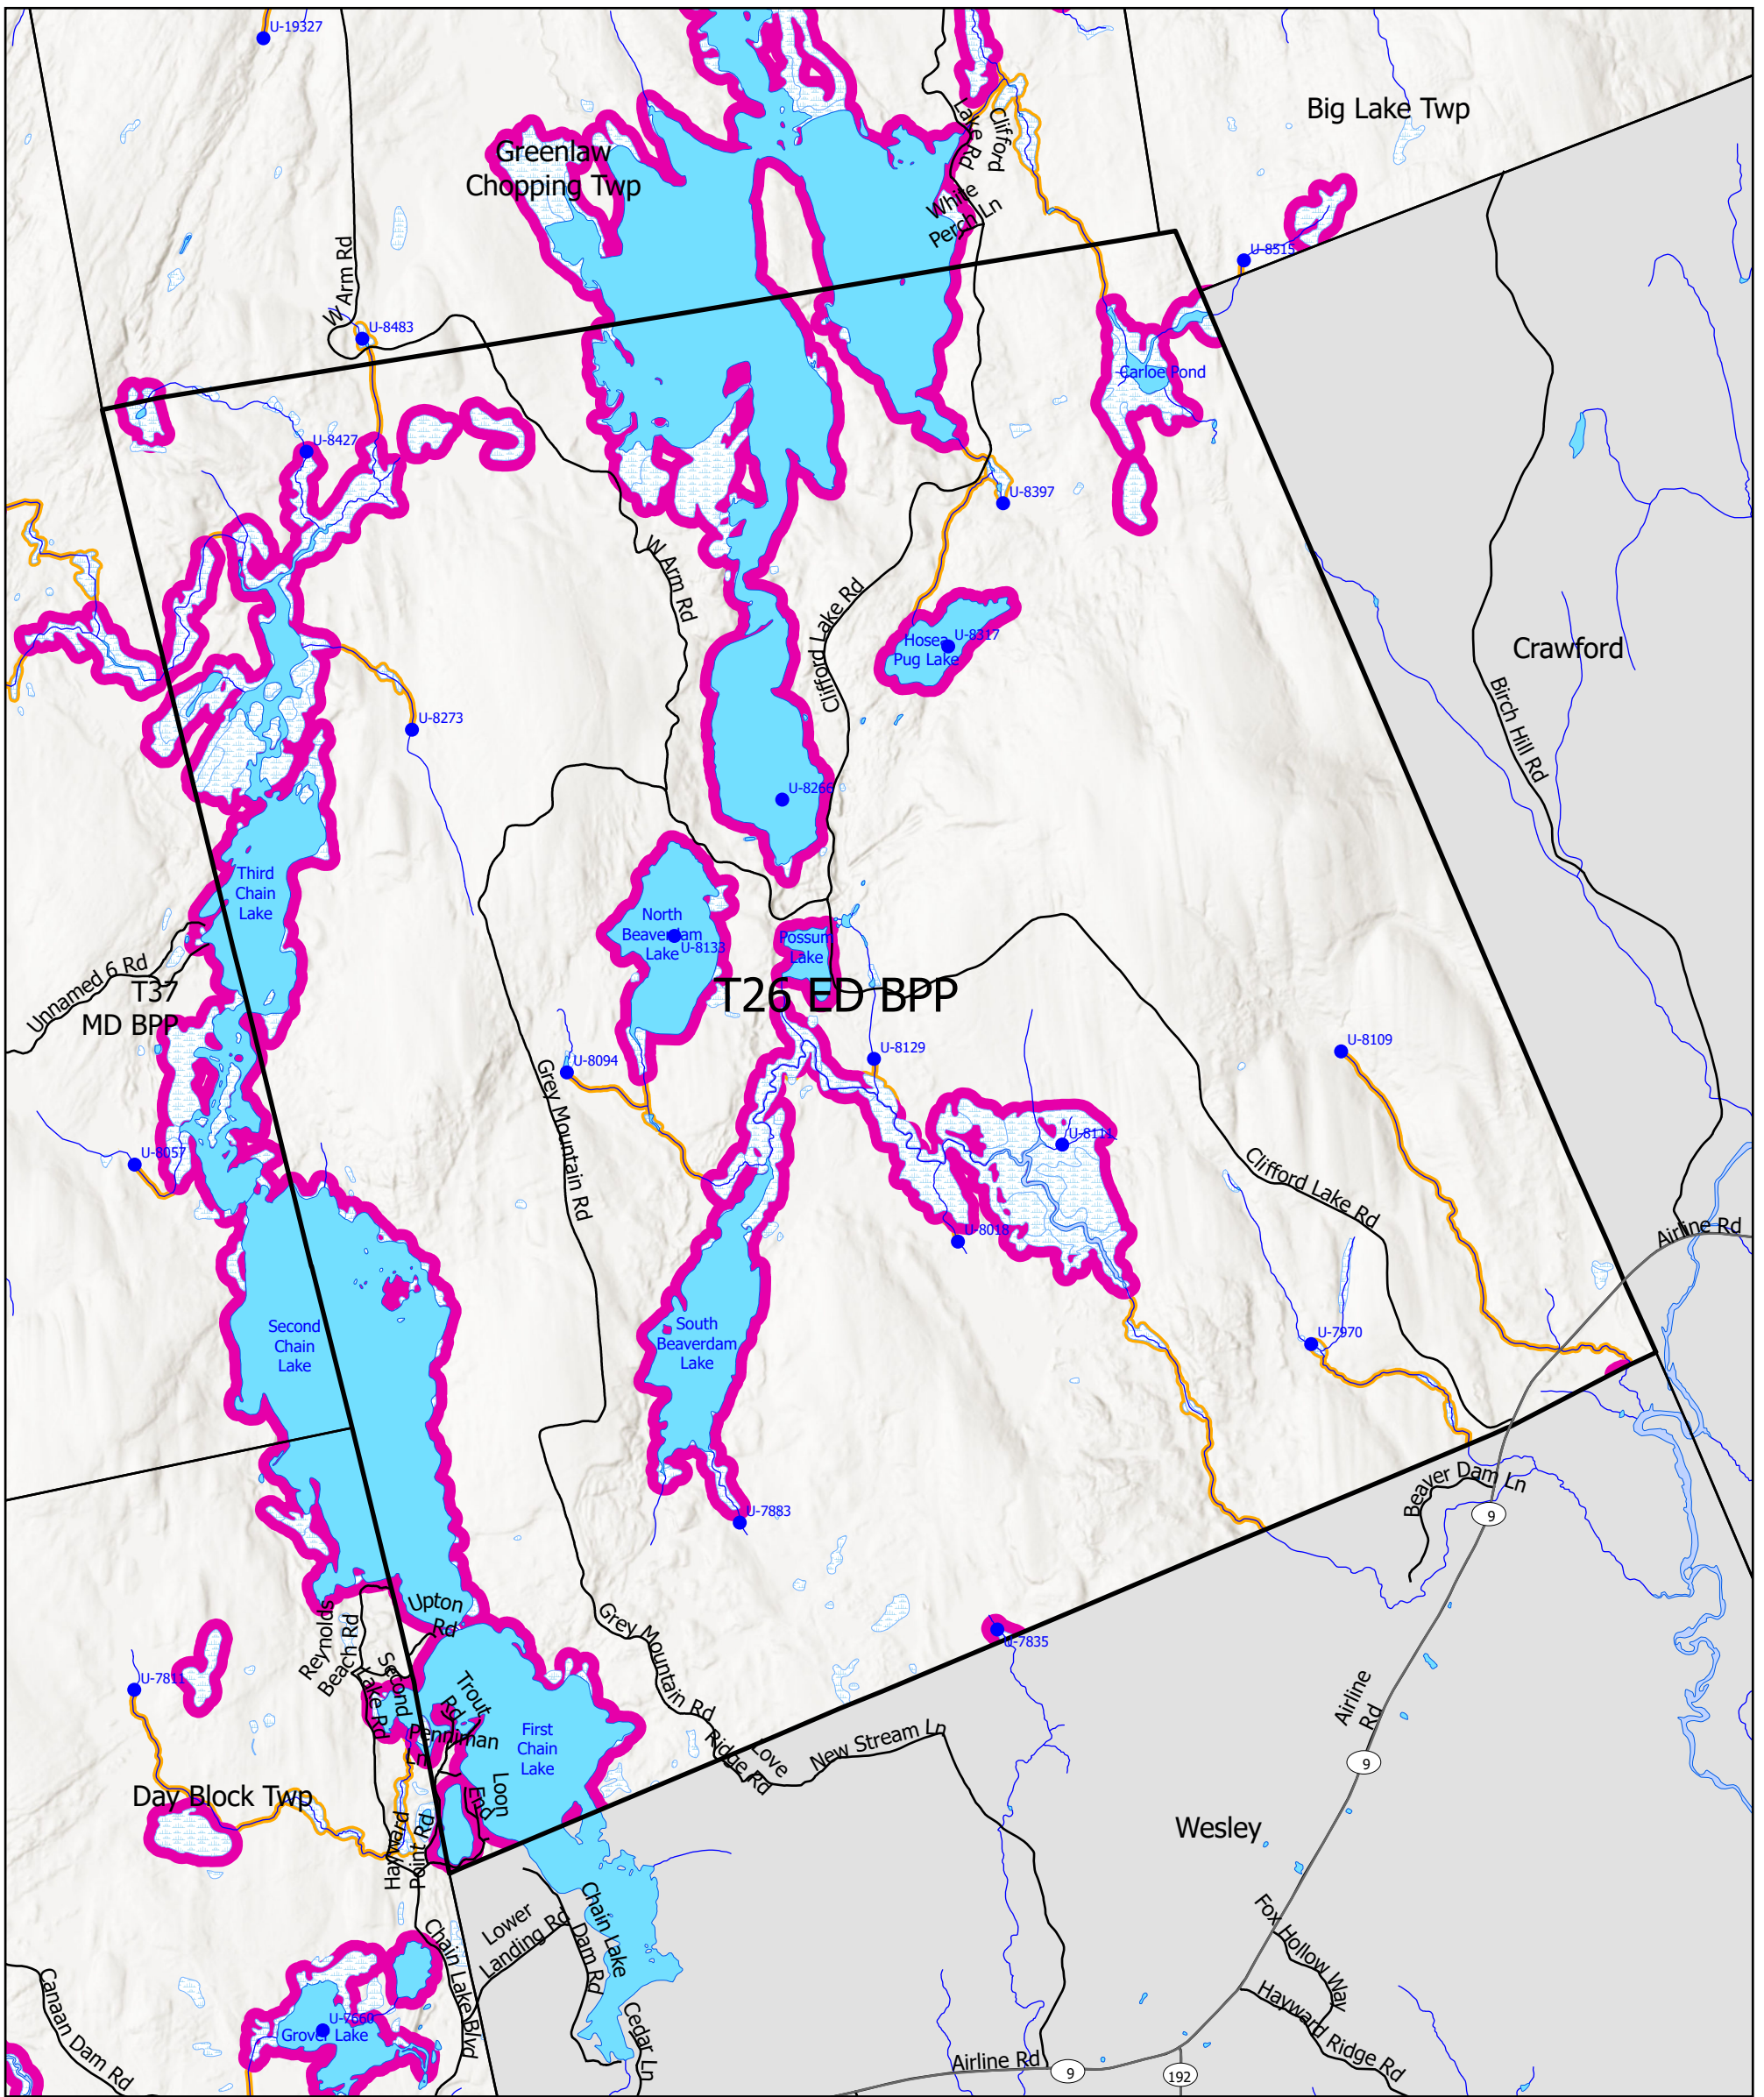 U-19327
Big Lake Twp
Greenlaw
Chopping Twp
Clifford
Lake Rd
White
Perch Ln
U-8515
W Arm Rd
U-8483
Carloe Pond
U-8427
U-8397
W Arm Rd
Clifford Lake Rd
Hosea
Pug Lake
U-8317
Crawford
Birch Hill Rd
U-8273
U-8266
Third
Chain
Lake
North
Beaverdam
Lake
U-8133
Possum
Lake
Unnamed 6 Rd
T37
MD BPP
T26 ED BPP
U-8129
U-8109
U-8094
Grey Mountain Rd
U-8111
U-8057
Clifford Lake Rd
U-8018
Airline Rd
Second
Chain
Lake
South
Beaverdam
Lake
U-7970
Beaver Dam Ln
9
U-7883
Upton
Rd
Reynolds
Beach Rd
Grey Mountain Rd
U-7835
U-7811
Second
Lake Rd
Trout
Rd
Penniman
Ln
First
Chain
Lake
Airline
Rd
Love
Ridge Rd
New Stream Ln
9
Day Block Twp
Loon
End
Hayward
Point Rd
Wesley
Lower
Landing Rd
Chain Lake
Dam Rd
Chain Lake Blvd
Fox Hollow Way
Canaan Dam Rd
U-7660
Grover Lake
Cedar Ln
Hayward Ridge Rd
Airline Rd
9
192